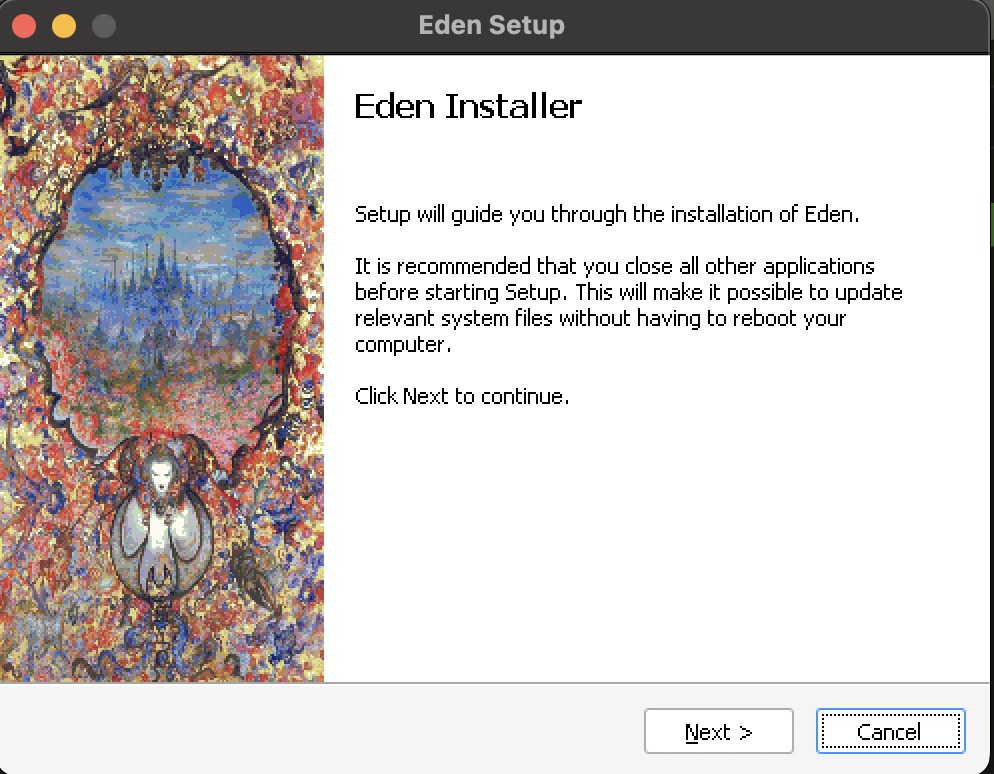 Eden Setup
Eden Installer
Setup will guide you through the installation of Eden.
It is recommended that you close all other applications
before starting Setup. This will make it possible to update
relevant system files without having to reboot your
computer.
Click Next to continue.
Next >
Cancel